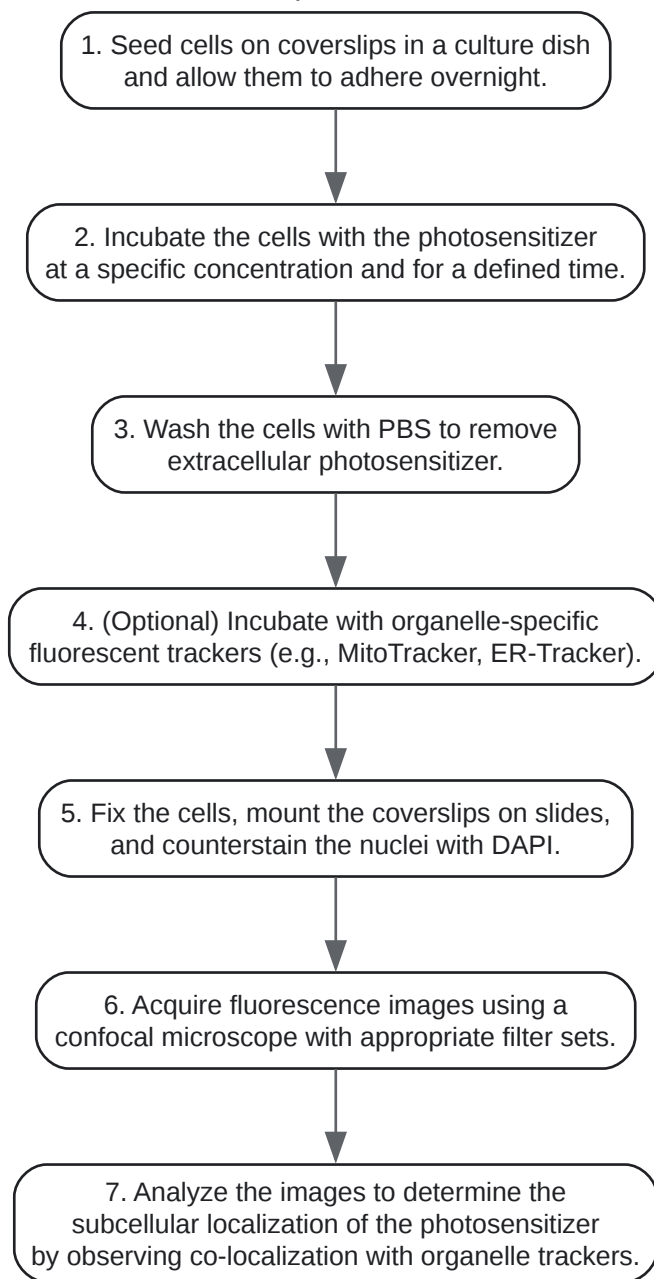 1. Seed cells on coverslips in a culture dish
and allow them to adhere overnight.
2. Incubate the cells with the photosensitizer
at a specific concentration and for a defined time.
3. Wash the cells with PBS to remove
extracellular photosensitizer.
4. (Optional) Incubate with organelle-specific
fluorescent trackers (e.g., MitoTracker, ER-Tracker).
5. Fix the cells, mount the coverslips on slides,
and counterstain the nuclei with DAPI.
6. Acquire fluorescence images using a
confocal microscope with appropriate filter sets.
7. Analyze the images to determine the
subcellular localization of the photosensitizer
by observing co-localization with organelle trackers.